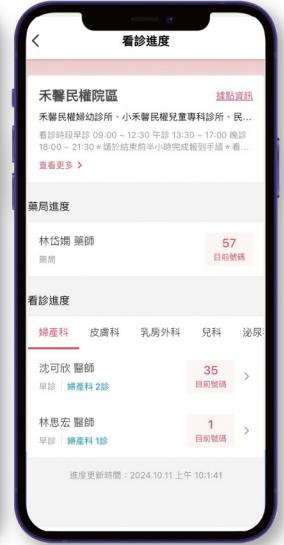 看診進度
禾馨民權院區 據點資訊
禾馨民權婦幼診所、小禾馨民權兒童專科診所、民...
看診時段早診 09:00 ~ 12:30 午診 13:30 ~ 17:00 晚診
18:00 ~ 21:30＊請於結束前半小時完成報到手續＊看...
查看更多 >
藥局進度
林岱嫻 藥師 57
藥局 目前號碼
看診進度
婦產科 皮膚科 乳房外科 兒科 泌尿
沈可欣 醫師 35
早診 婦產科 2診 目前號碼
林思宏 醫師 1
早診 婦產科 1診 目前號碼
進度更新時間：2024.10.11 上午 10:1:41